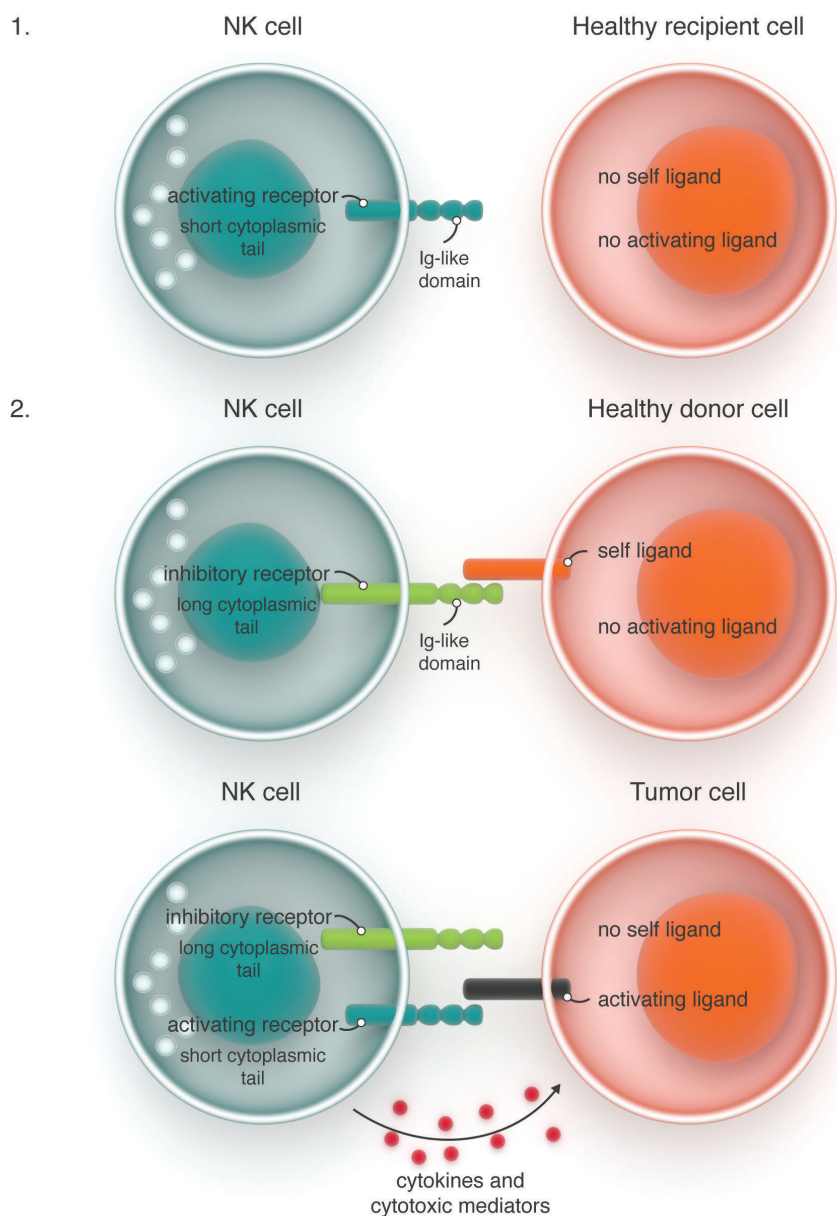 1.
NK cell
Healthy recipient cell
activating receptor
short cytoplasmic
tail
Ig-like
domain
no self ligand
no activating ligand
2.
NK cell
Healthy donor cell
inhibitory receptor
long cytoplasmic
tail
Ig-like
domain
self ligand
no activating ligand
NK cell
Tumor cell
inhibitory receptor
long cytoplasmic
tail
activating receptor
short cytoplasmic
tail
no self ligand
activating ligand
cytokines and
cytotoxic mediators